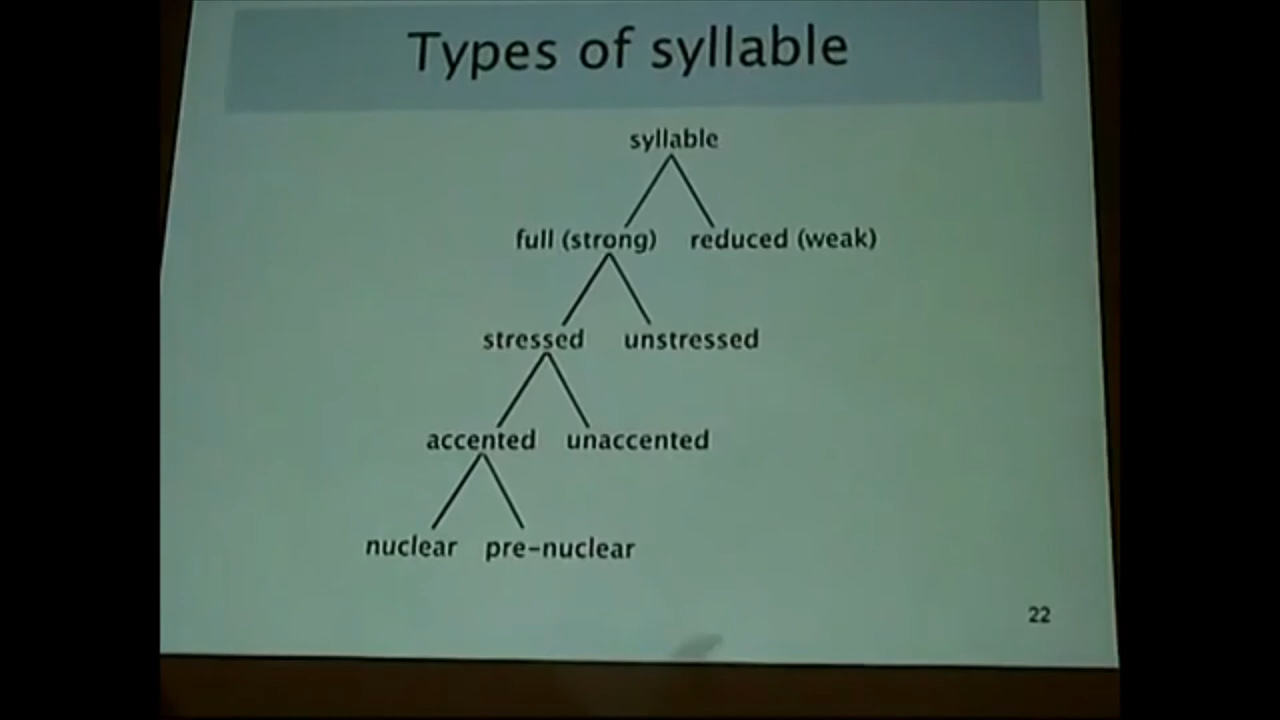 Types of syllable
syllable
full (strong) reduced (weak)
stressed unstressed
accented unaccented
nuclear pre-nuclear
22